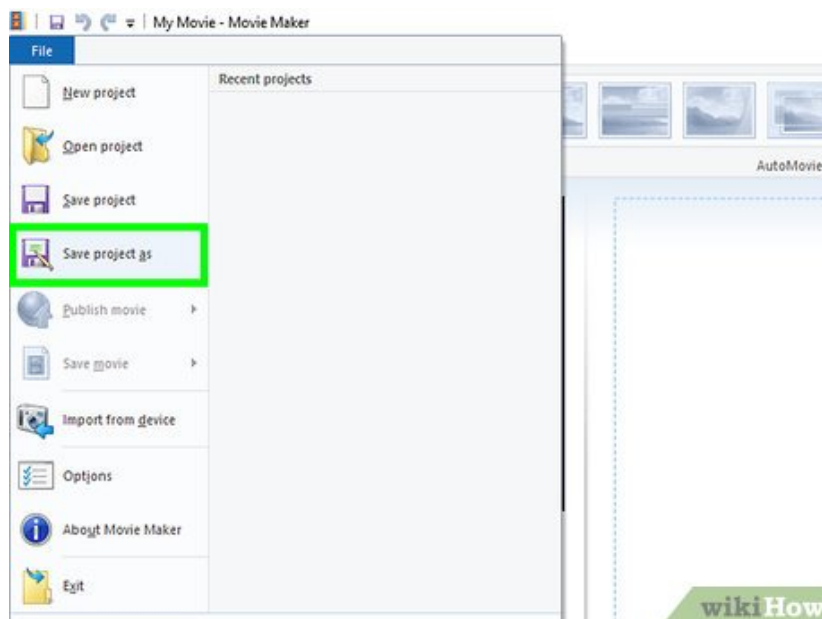 My Movie - Movie Maker
File
Recent projects
New project
Open project
Save project
Save project as
Publish movie
Save movie
Import from device
Options
About Movie Maker
Exit
AutoMovie
wikiHow